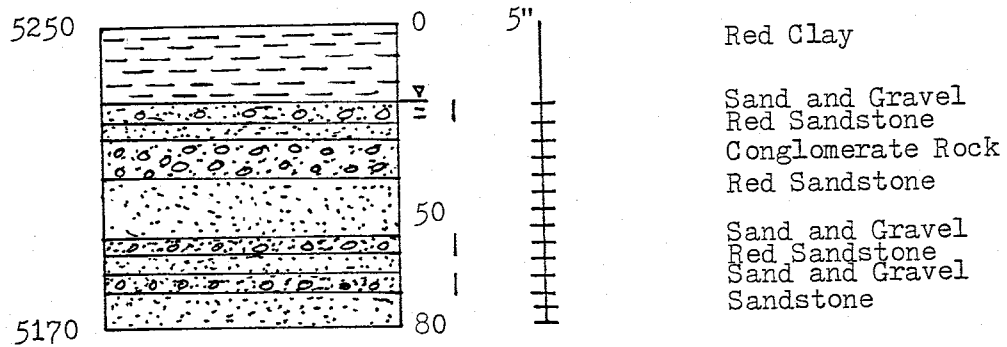 5250 0 5" Red Clay
Sand and Gravel
Red Sandstone
Conglomerate Rock
Red Sandstone
50
Sand and Gravel
Red Sandstone
Sand and Gravel
Sandstone
5170 80